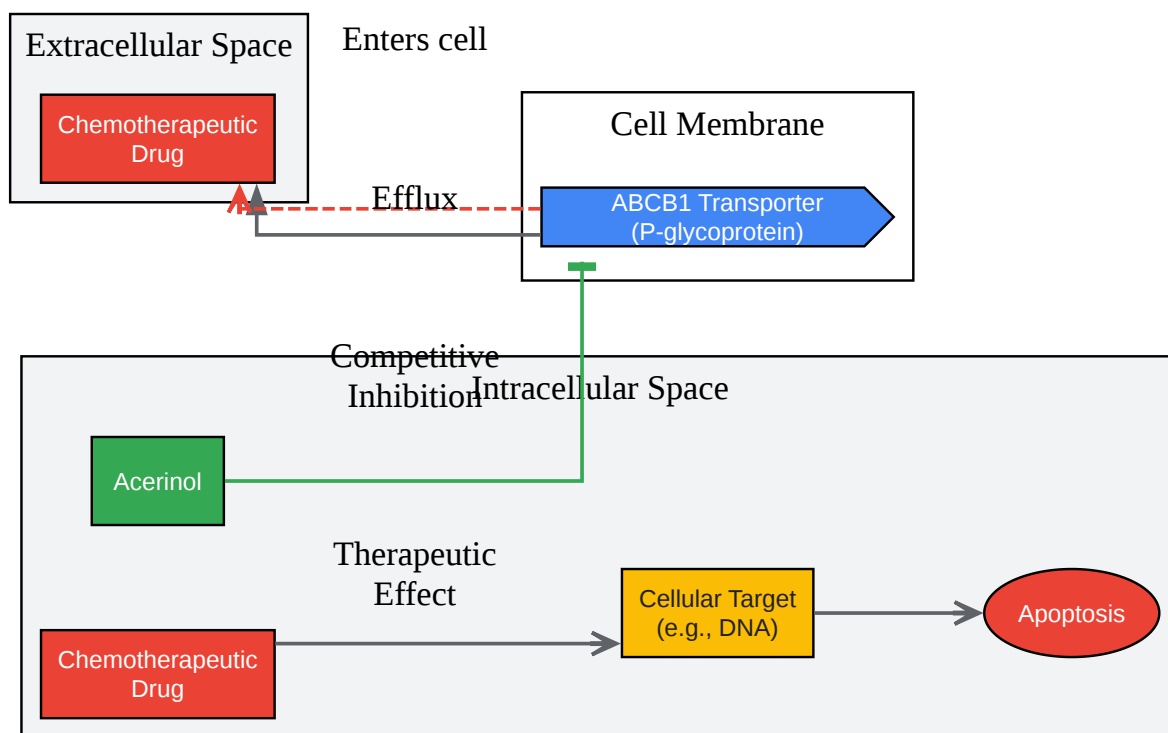 Extracellular Space
Enters cell
Chemotherapeutic
Drug
Cell Membrane
Efflux
ABCB1 Transporter
(P-glycoprotein)
Competitive
Inhibition
Intracellular Space
Acerinol
Therapeutic
Effect
Cellular Target
(e.g., DNA)
Apoptosis
Chemotherapeutic
Drug